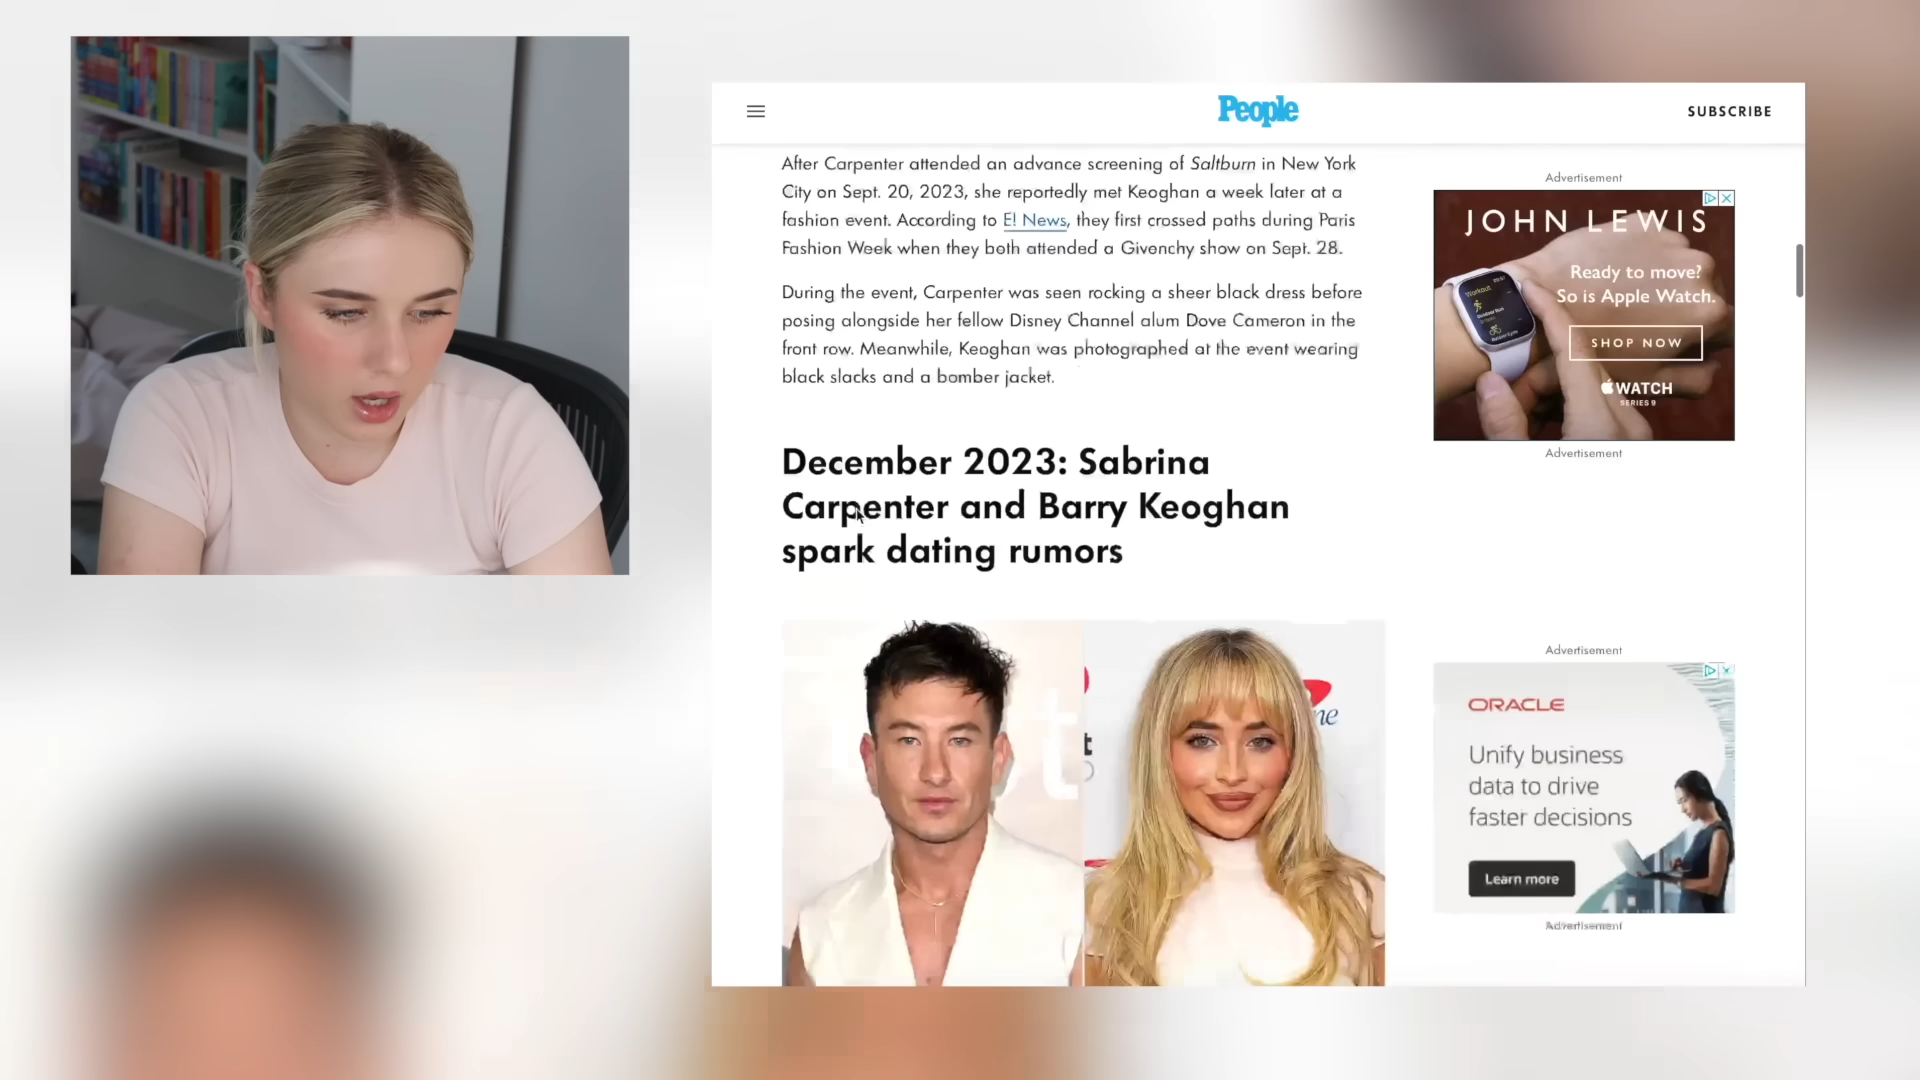 People
SUBSCRIBE
After Carpenter attended an advance screening of Saltburn in New York
City on Sept. 20, 2023, she reportedly met Keoghan a week later at a
fashion event. According to E! News, they first crossed paths during Paris
Fashion Week when they both attended a Givenchy show on Sept. 28.
During the event, Carpenter was seen rocking a sheer black dress before
posing alongside her fellow Disney Channel alum Dove Cameron in the
front row. Meanwhile, Keoghan was photographed at the event wearing
black slacks and a bomber jacket.
December 2023: Sabrina
Carpenter and Barry Keoghan
spark dating rumors
t
ne
t
Advertisement
JOHN LEWIS
Ready to move?
So is Apple Watch.
SHOP NOW
WATCH
SERIES 9
Workout
Advertisement
Advertisement
ORACLE
Unify business
data to drive
faster decisions
Learn more
Advertisement